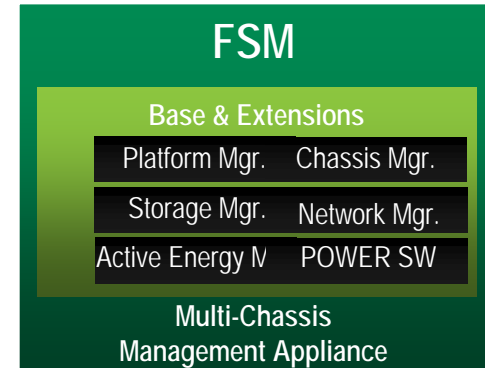 FSM
Base & Extensions
Platform Mgr. Chassis Mgr.
Storage Mgr. Network Mgr.
Active Energy M POWER SW
Multi-Chassis
Management Appliance